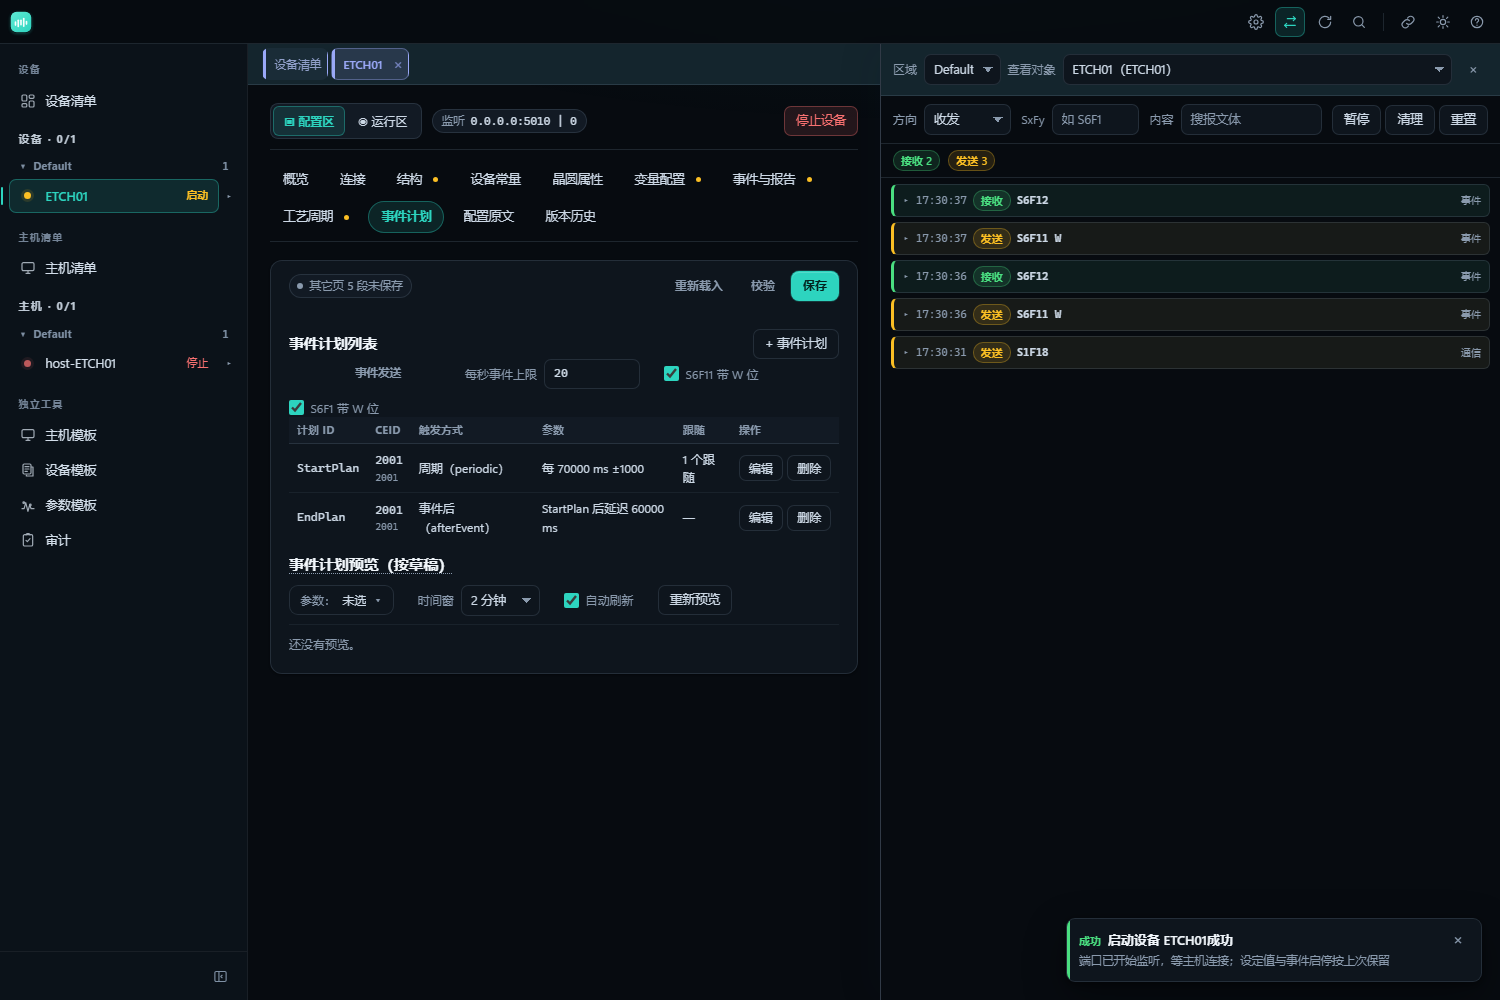 设备清单
ETCH01 ×
区域 Default 查看对象 ETCH01 (ETCH01) ×
设备
设备清单
设备 · 0/1
Default 1
ETCH01 启动
主机清单
主机清单
主机 · 0/1
Default 1
host-ETCH01 停止
独立工具
主机模板
设备模板
参数模板
审计
配置区 运行区 监听 0.0.0.0:5010 | 0 停止设备
概览 连接 结构 设备常量 晶圆属性 变量配置 事件与报告
工艺周期 事件计划 配置原文 版本历史
其它页 5 段未保存 重新载入 校验 保存
事件计划列表 + 事件计划
事件发送 每秒事件上限 20 S6F11 带 W 位
S6F1 带 W 位
计划 ID CEID 触发方式 参数 跟随 操作
StartPlan 2001 2001 周期（periodic） 每 70000 ms ±1000 1 个跟随 编辑 删除
EndPlan 2001 2001 事件后（afterEvent） StartPlan 后延迟 60000 ms — 编辑 删除
事件计划预览（按草稿）
参数: 未选 时间窗 2 分钟 自动刷新 重新预览
还没有预览。
方向 收发 SxFy 如 S6F1 内容 搜报文体 暂停 清理 重置
接收 2 发送 3
17:30:37 接收 S6F12 事件
17:30:37 发送 S6F11 W 事件
17:30:36 接收 S6F12 事件
17:30:36 发送 S6F11 W 事件
17:30:31 发送 S1F18 通信
成功 启动设备 ETCH01成功 ×
端口已开始监听，等主机连接；设定值与事件启停按上次保留